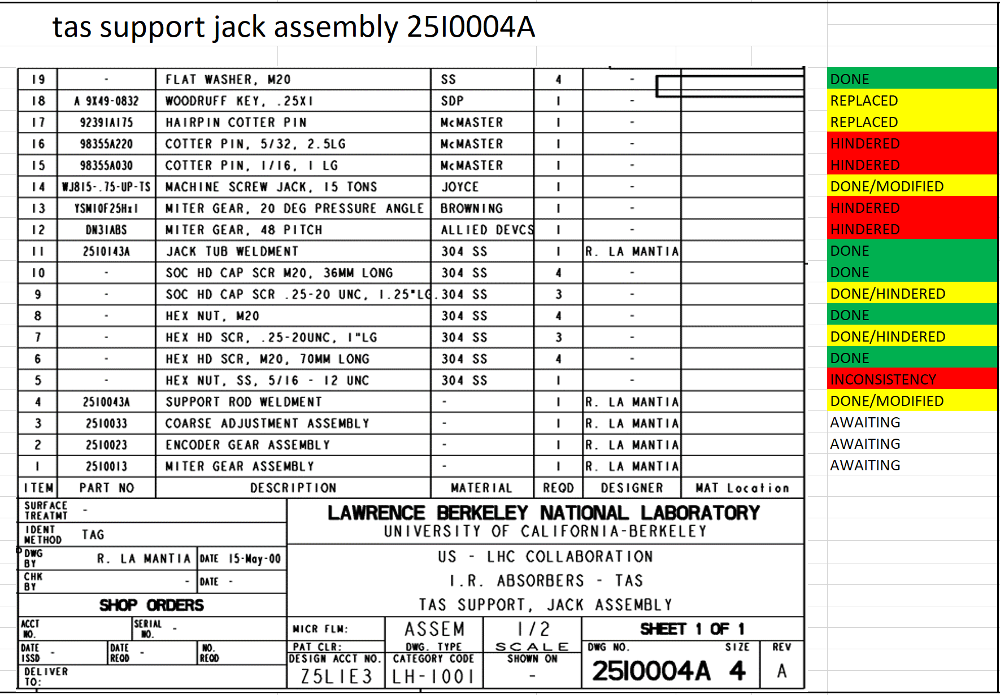 tas support jack assembly 25I0004A
19 - FLAT WASHER, M20 SS 4 - DONE
18 A 9X49-0832 WOODRUFF KEY, .25X1 SDP 1 - REPLACED
17 92391A175 HAIRPIN COTTER PIN McMASTER 1 - REPLACED
16 98355A220 COTTER PIN, 5/32, 2.5LG McMASTER 1 - HINDERED
15 98355A030 COTTER PIN, 1/16, 1 LG McMASTER 1 - HINDERED
14 WJ815-.75-UP-TS MACHINE SCREW JACK, 15 TONS JOYCE 1 - DONE/MODIFIED
13 YSM10F25Hx1 MITER GEAR, 20 DEG PRESSURE ANGLE BROWNING 1 - HINDERED
12 DN31ABS MITER GEAR, 48 PITCH ALLIED DEVCS 1 - HINDERED
11 25I0143A JACK TUB WELDMENT 304 SS 1 R. LA MANTIA DONE
10 - SOC HD CAP SCR M20, 36MM LONG 304 SS 4 - DONE
9 - SOC HD CAP SCR .25-20 UNC, 1.25"LG. 304 SS 3 - DONE/HINDERED
8 - HEX NUT, M20 304 SS 4 - DONE
7 - HEX HD SCR, .25-20UNC, 1"LG 304 SS 3 - DONE/HINDERED
6 - HEX HD SCR, M20, 70MM LONG 304 SS 4 - DONE
5 - HEX NUT, SS, 5/16 - 12 UNC 304 SS 1 - INCONSISTENCY
4 25I0043A SUPPORT ROD WELDMENT - 1 R. LA MANTIA DONE/MODIFIED
3 25I0033 COARSE ADJUSTMENT ASSEMBLY - 1 R. LA MANTIA AWAITING
2 25I0023 ENCODER GEAR ASSEMBLY - 1 R. LA MANTIA AWAITING
1 25I0013 MITER GEAR ASSEMBLY - 1 R. LA MANTIA AWAITING
ITEM PART NO DESCRIPTION MATERIAL REQD DESIGNER MAT Location
SURFACE
TREATMT -
IDENT
METHOD TAG
DWG
BY R. LA MANTIA DATE 15-May-00
CHK
BY - DATE -
SHOP ORDERS
ACCT
NO.
SERIAL
NO. -
DATE
ISSD -
DATE
REQD -
NO.
REQD
DELIVER
TO:
LAWRENCE BERKELEY NATIONAL LABORATORY
UNIVERSITY OF CALIFORNIA-BERKELEY
US - LHC COLLABORATION
I.R. ABSORBERS - TAS
TAS SUPPORT, JACK ASSEMBLY
MICR FLM:
PAT CLR:
DESIGN ACCT NO.
Z5L1E3
ASSEM
DWG. TYPE
CATEGORY CODE
LH-1001
1/2
SCALE
SHOWN ON
-
SHEET 1 OF 1
DWG NO. SIZE REV
25I0004A 4 A